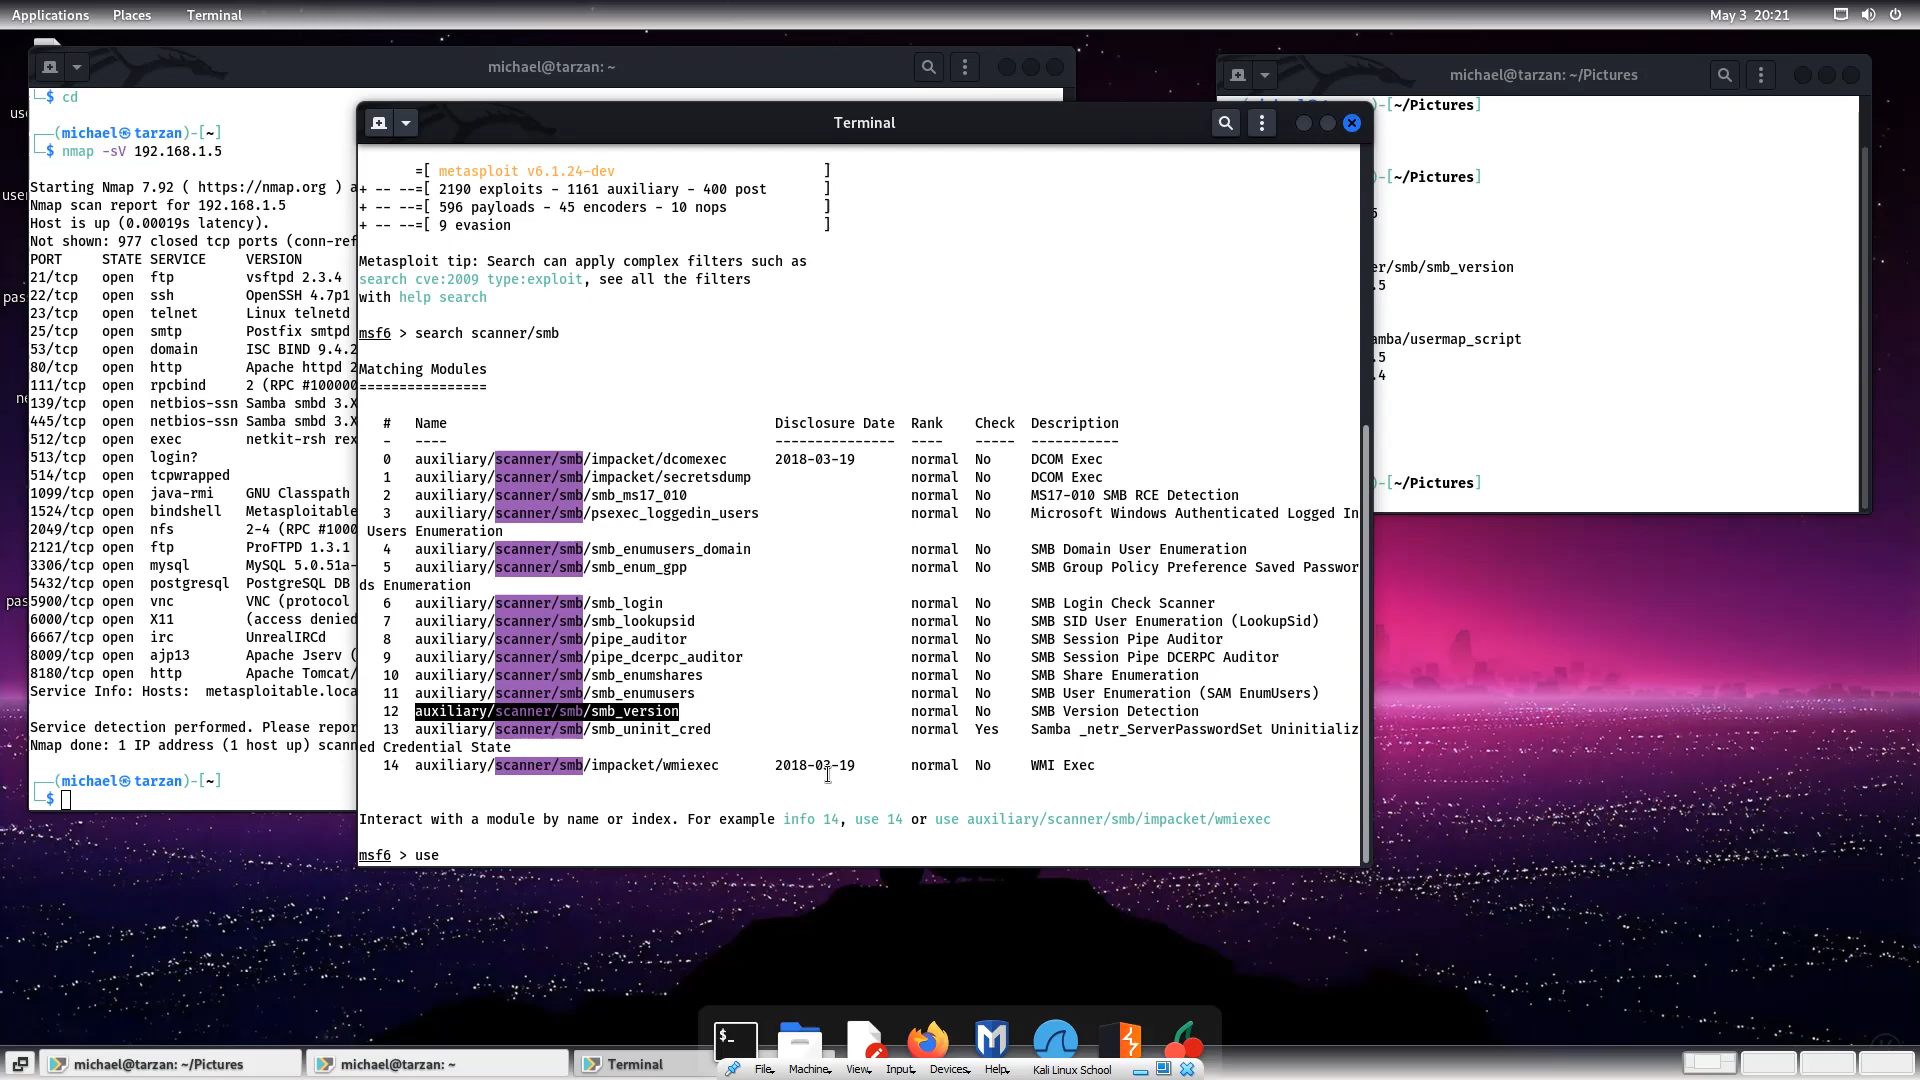 Applications Places Terminal May 3 20:21
michael@tarzan: ~
└─$ cd
┌──(michael㉿tarzan)-[~]
└─$ nmap -sV 192.168.1.5
Starting Nmap 7.92 ( https://nmap.org ) a
Nmap scan report for 192.168.1.5
Host is up (0.00019s latency).
Not shown: 977 closed tcp ports (conn-ref
PORT STATE SERVICE VERSION
21/tcp open ftp vsftpd 2.3.4
22/tcp open ssh OpenSSH 4.7p1
23/tcp open telnet Linux telnetd
25/tcp open smtp Postfix smtpd
53/tcp open domain ISC BIND 9.4.2
80/tcp open http Apache httpd 2
111/tcp open rpcbind 2 (RPC #100000
139/tcp open netbios-ssn Samba smbd 3.X
445/tcp open netbios-ssn Samba smbd 3.X
512/tcp open exec netkit-rsh rex
513/tcp open login?
514/tcp open tcpwrapped
1099/tcp open java-rmi GNU Classpath
1524/tcp open bindshell Metasploitable
2049/tcp open nfs 2-4 (RPC #1000
2121/tcp open ftp ProFTPD 1.3.1
3306/tcp open mysql MySQL 5.0.51a-
5432/tcp open postgresql PostgreSQL DB
5900/tcp open vnc VNC (protocol
6000/tcp open X11 (access denied
6667/tcp open irc UnrealIRCd
8009/tcp open ajp13 Apache Jserv (
8180/tcp open http Apache Tomcat/
Service Info: Hosts: metasploitable.loca
Service detection performed. Please repor
Nmap done: 1 IP address (1 host up) scann
┌──(michael㉿tarzan)-[~]
└─$
Terminal
=[ metasploit v6.1.24-dev ]
+ -- --=[ 2190 exploits - 1161 auxiliary - 400 post ]
+ -- --=[ 596 payloads - 45 encoders - 10 nops ]
+ -- --=[ 9 evasion ]
Metasploit tip: Search can apply complex filters such as
search cve:2009 type:exploit, see all the filters
with help search
msf6 > search scanner/smb
Matching Modules
================
# Name Disclosure Date Rank Check Description
- ---- --------------- ---- ----- -----------
0 auxiliary/scanner/smb/impacket/dcomexec 2018-03-19 normal No DCOM Exec
1 auxiliary/scanner/smb/impacket/secretsdump normal No DCOM Exec
2 auxiliary/scanner/smb/smb_ms17_010 normal No MS17-010 SMB RCE Detection
3 auxiliary/scanner/smb/psexec_loggedin_users normal No Microsoft Windows Authenticated Logged In
Users Enumeration
4 auxiliary/scanner/smb/smb_enumusers_domain normal No SMB Domain User Enumeration
5 auxiliary/scanner/smb/smb_enum_gpp normal No SMB Group Policy Preference Saved Passwor
ds Enumeration
6 auxiliary/scanner/smb/smb_login normal No SMB Login Check Scanner
7 auxiliary/scanner/smb/smb_lookupsid normal No SMB SID User Enumeration (LookupSid)
8 auxiliary/scanner/smb/pipe_auditor normal No SMB Session Pipe Auditor
9 auxiliary/scanner/smb/pipe_dcerpc_auditor normal No SMB Session Pipe DCERPC Auditor
10 auxiliary/scanner/smb/smb_enumshares normal No SMB Share Enumeration
11 auxiliary/scanner/smb/smb_enumusers normal No SMB User Enumeration (SAM EnumUsers)
12 auxiliary/scanner/smb/smb_version normal No SMB Version Detection
13 auxiliary/scanner/smb/smb_uninit_cred normal Yes Samba _netr_ServerPasswordSet Uninitializ
ed Credential State
14 auxiliary/scanner/smb/impacket/wmiexec 2018-03-19 normal No WMI Exec
Interact with a module by name or index. For example info 14, use 14 or use auxiliary/scanner/smb/impacket/wmiexec
msf6 > use
michael@tarzan: ~/Pictures
)-[~/Pictures]
)-[~/Pictures]
er/smb/smb_version
.5
amba/usermap_script
.5
.4
)-[~/Pictures]
michael@tarzan: ~/Pictures michael@tarzan: ~ Terminal
File Machine View Input Devices Help Kali Linux School